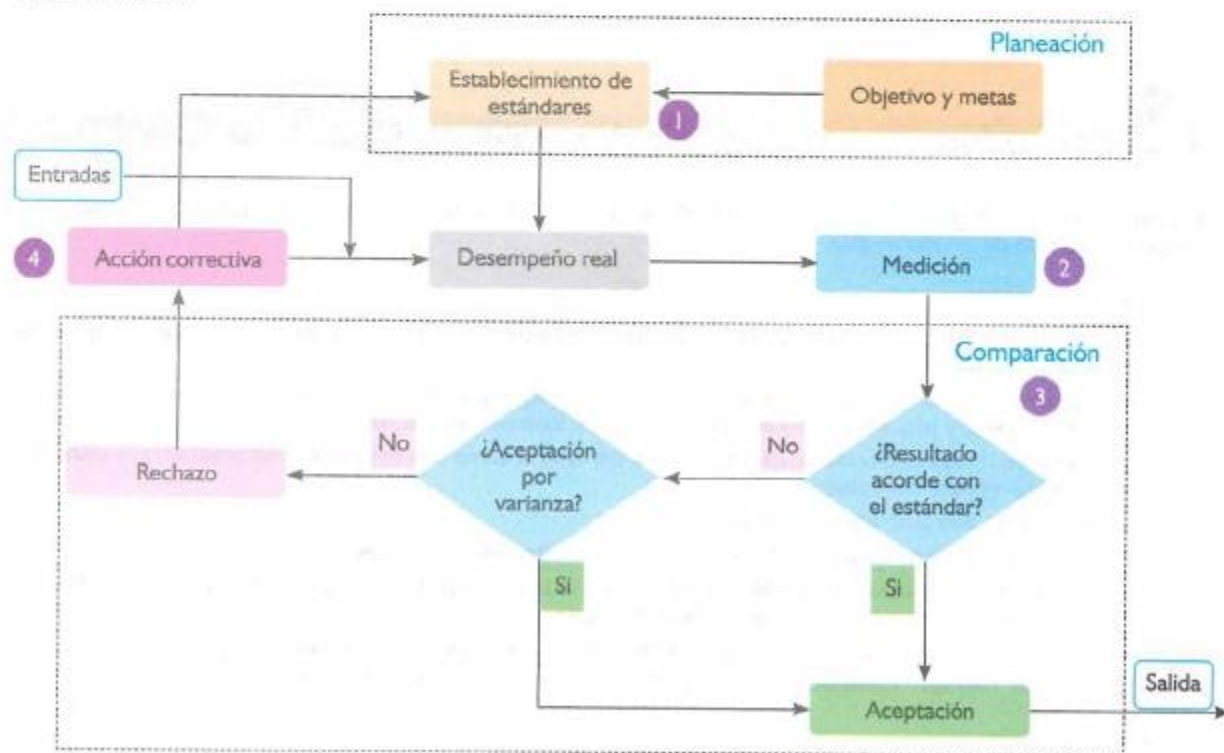 Planeación
Establecimiento de
estándares
Objetivo y metas
1
Entradas
4
Acción correctiva
Desempeño real
Medición
2
Comparación
3
Rechazo
No
¿Aceptación
por
varianza?
No
¿Resultado
acorde con
el estándar?
Si
Si
Aceptación
Salida